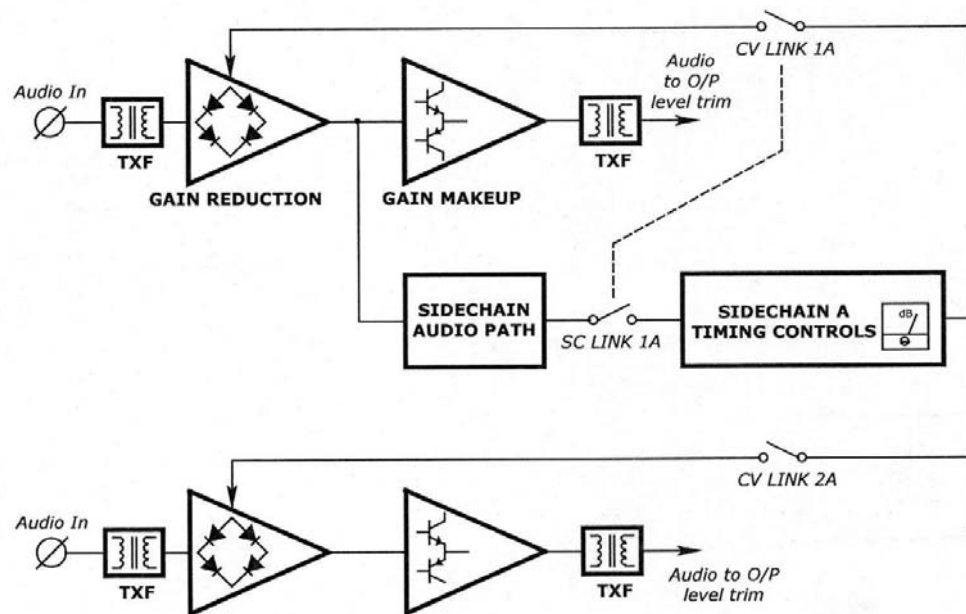 CV LINK 1A
Audio
to O/P
level trim
Audio In
TXF
GAIN REDUCTION
GAIN MAKEUP
TXF
SIDECHAIN
AUDIO PATH
SC LINK 1A
SIDECHAIN A
TIMING CONTROLS
dB
CV LINK 2A
Audio In
TXF
TXF
Audio to O/P
level trim